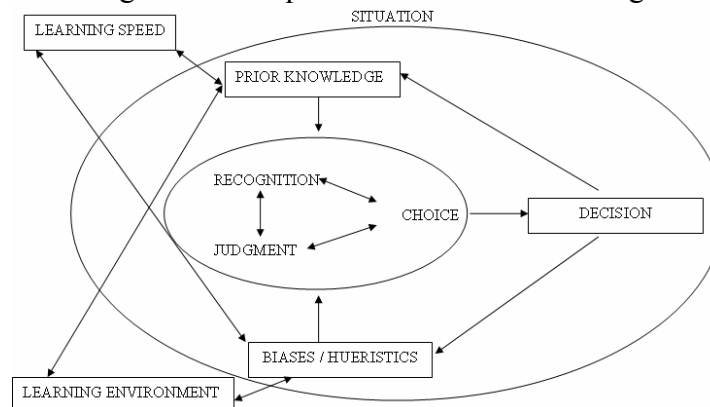 SITUATION
LEARNING SPEED
PRIOR KNOWLEDGE
RECOGNITION
CHOICE
DECISION
JUDGMENT
BIASES / HUERISTICS
LEARNING ENVIRONMENT